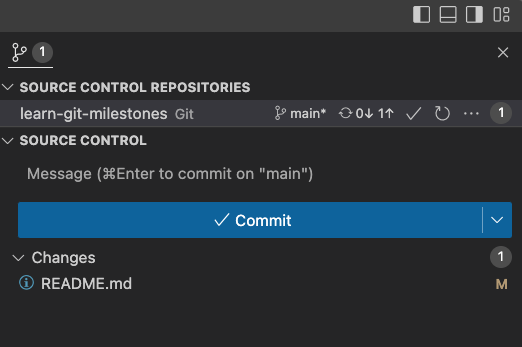 1
SOURCE CONTROL REPOSITORIES
learn-git-milestones Git main* 0↓ 1↑ 1
SOURCE CONTROL
Message (⌘Enter to commit on "main")
Commit
Changes 1
README.md M